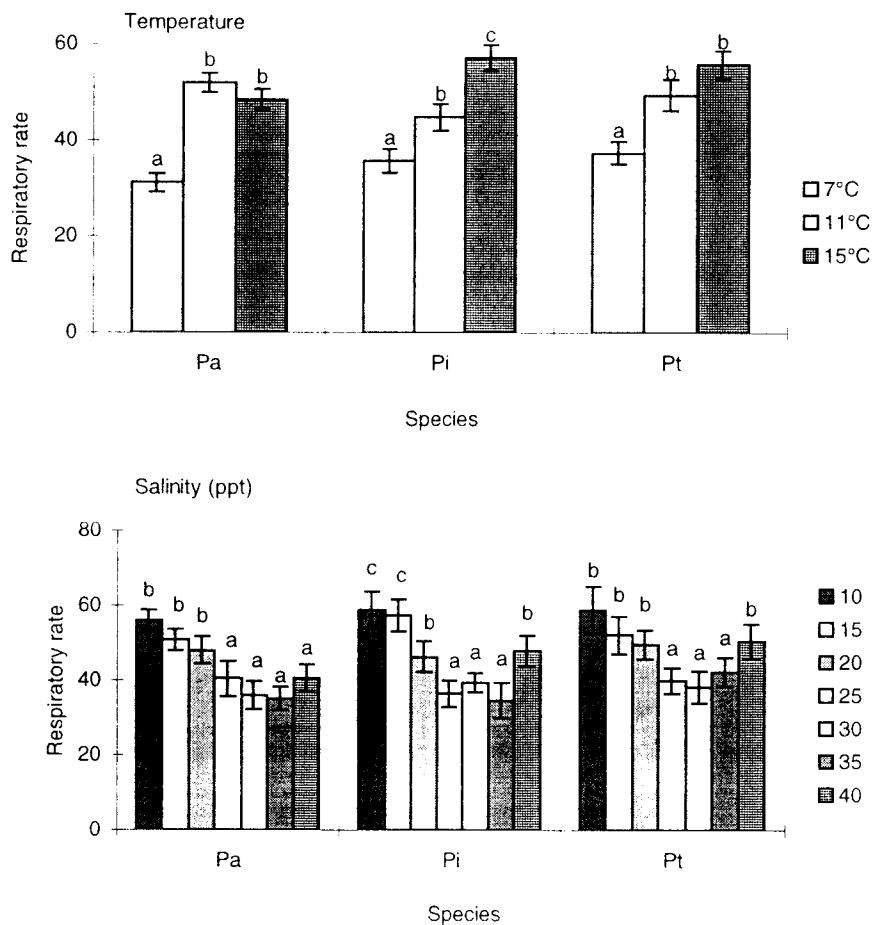 Temperature
60
40
20
0
Respiratory rate
a b b
a b c
a b b
Pa Pi Pt
Species
7°C
11°C
15°C
Salinity (ppt)
80
60
40
20
0
Respiratory rate
b b b a a a a
c c b a a a b
b b b a a a b
Pa Pi Pt
Species
10
15
20
25
30
35
40